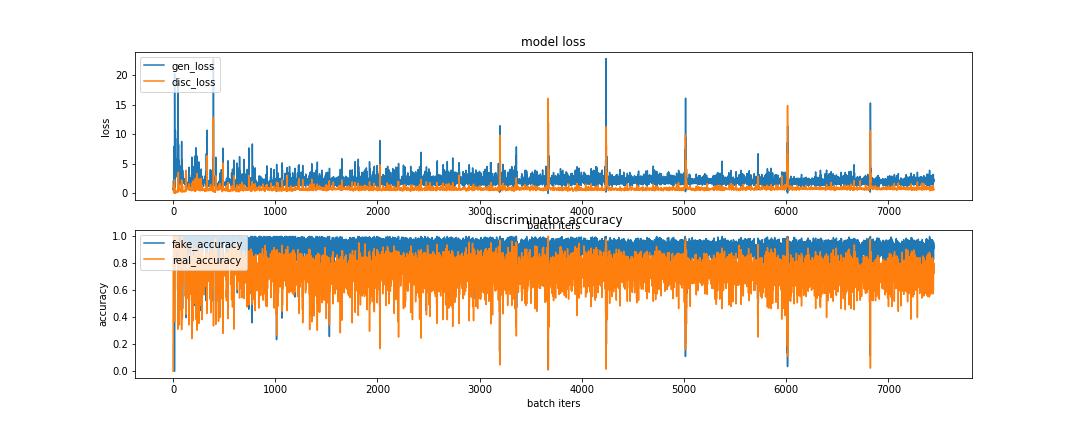 model loss
gen_loss
disc_loss
loss
20
15
10
5
0
0 1000 2000 3000 4000 5000 6000 7000
batch iters
discriminator accuracy
fake_accuracy
real_accuracy
accuracy
1.0
0.8
0.6
0.4
0.2
0.0
0 1000 2000 3000 4000 5000 6000 7000
batch iters